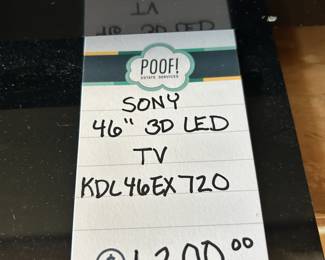 POOF!
ESTATE SERVICES
SONY
46" 3D LED
TV
KDL46EX720